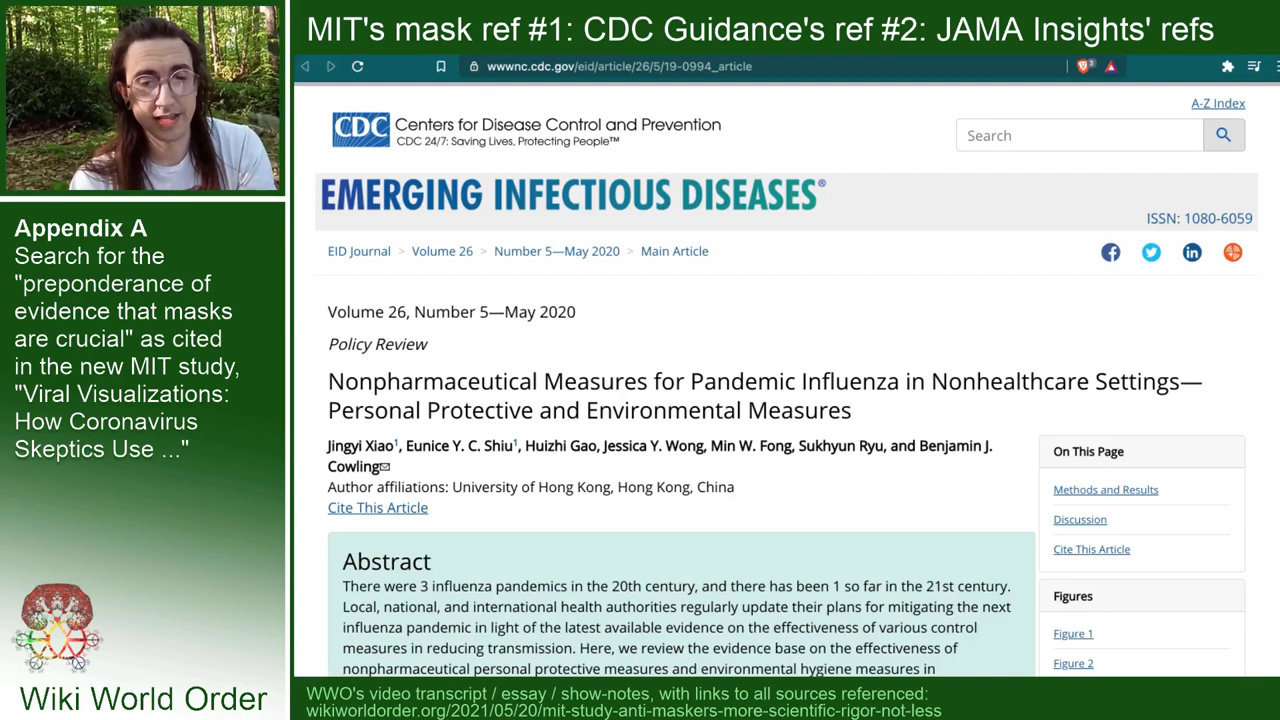 MIT's mask ref #1: CDC Guidance's ref #2: JAMA Insights' refs
wwwnc.cdc.gov/eid/article/26/5/19-0994_article
A-Z Index
CDC
Centers for Disease Control and Prevention
CDC 24/7: Saving Lives, Protecting People™
Search
EMERGING INFECTIOUS DISEASES®
ISSN: 1080-6059
EID Journal > Volume 26 > Number 5—May 2020 > Main Article
Volume 26, Number 5—May 2020
Policy Review
Nonpharmaceutical Measures for Pandemic Influenza in Nonhealthcare Settings—
Personal Protective and Environmental Measures
Jingyi Xiao1, Eunice Y. C. Shiu1, Huizhi Gao, Jessica Y. Wong, Min W. Fong, Sukhyun Ryu, and Benjamin J.
Cowling
Author affiliations: University of Hong Kong, Hong Kong, China
Cite This Article
Abstract
There were 3 influenza pandemics in the 20th century, and there has been 1 so far in the 21st century.
Local, national, and international health authorities regularly update their plans for mitigating the next
influenza pandemic in light of the latest available evidence on the effectiveness of various control
measures in reducing transmission. Here, we review the evidence base on the effectiveness of
nonpharmaceutical personal protective measures and environmental hygiene measures in
On This Page
Methods and Results
Discussion
Cite This Article
Figures
Figure 1
Figure 2
Appendix A
Search for the
"preponderance of
evidence that masks
are crucial" as cited
in the new MIT study,
"Viral Visualizations:
How Coronavirus
Skeptics Use ..."
Wiki World Order
WWO's video transcript / essay / show-notes, with links to all sources referenced:
wikiworldorder.org/2021/05/20/mit-study-anti-maskers-more-scientific-rigor-not-less